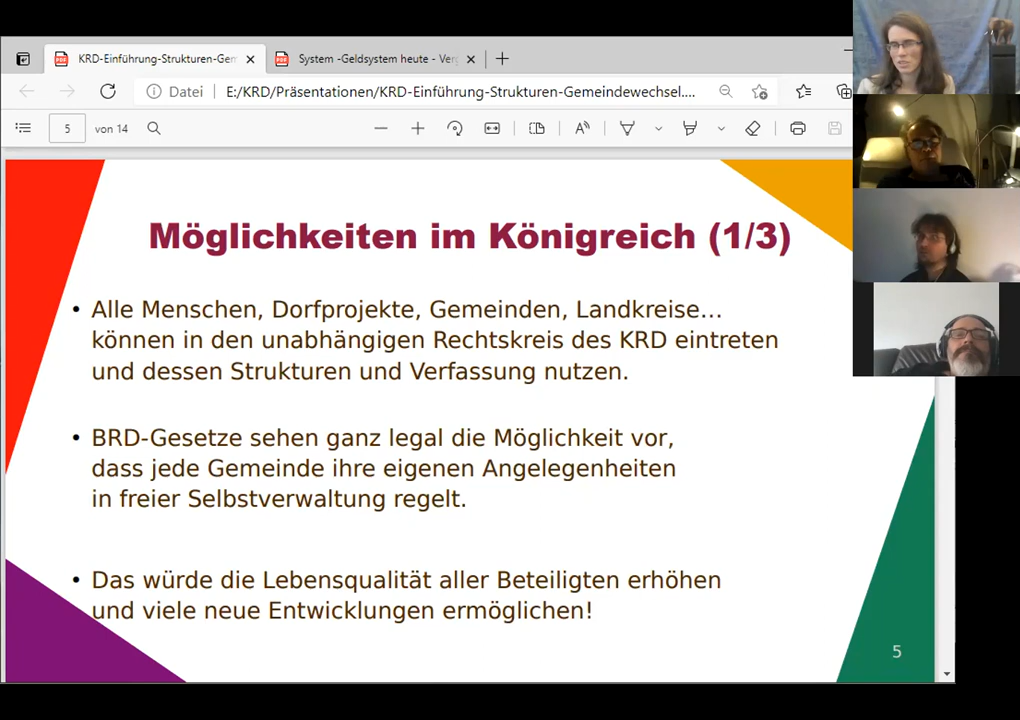 KRD-Einführung-Strukturen-Gem
System -Geldsystem heute - Verg
Datei
E:/KRD/Präsentationen/KRD-Einführung-Strukturen-Gemeindewechsel....
5
von 14
Möglichkeiten im Königreich (1/3)
• Alle Menschen, Dorfprojekte, Gemeinden, Landkreise...
können in den unabhängigen Rechtskreis des KRD eintreten
und dessen Strukturen und Verfassung nutzen.
• BRD-Gesetze sehen ganz legal die Möglichkeit vor,
dass jede Gemeinde ihre eigenen Angelegenheiten
in freier Selbstverwaltung regelt.
• Das würde die Lebensqualität aller Beteiligten erhöhen
und viele neue Entwicklungen ermöglichen!
5